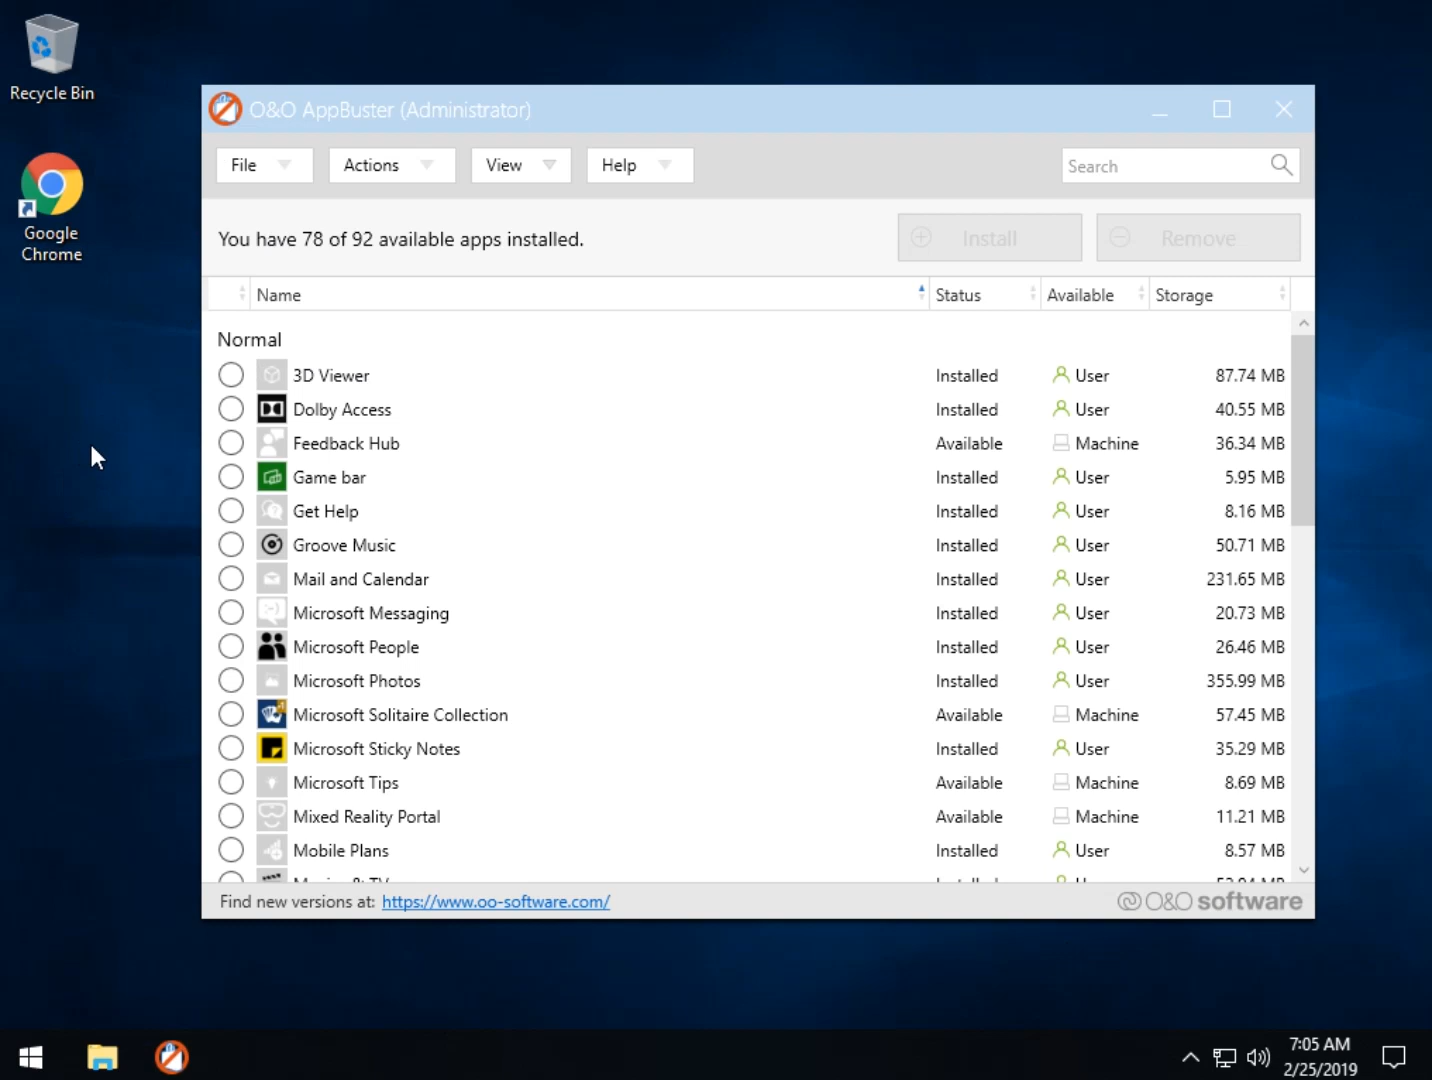 Recycle Bin
Google
Chrome
O&O AppBuster (Administrator)
File
Actions
View
Help
Search
You have 78 of 92 available apps installed.
Install
Remove
Name
Status
Available
Storage
Normal
3D Viewer Installed User 87.74 MB
Dolby Access Installed User 40.55 MB
Feedback Hub Available Machine 36.34 MB
Game bar Installed User 5.95 MB
Get Help Installed User 8.16 MB
Groove Music Installed User 50.71 MB
Mail and Calendar Installed User 231.65 MB
Microsoft Messaging Installed User 20.73 MB
Microsoft People Installed User 26.46 MB
Microsoft Photos Installed User 355.99 MB
Microsoft Solitaire Collection Available Machine 57.45 MB
Microsoft Sticky Notes Installed User 35.29 MB
Microsoft Tips Available Machine 8.69 MB
Mixed Reality Portal Available Machine 11.21 MB
Mobile Plans Installed User 8.57 MB
Find new versions at: https://www.oo-software.com/
O&O software
7:05 AM
2/25/2019